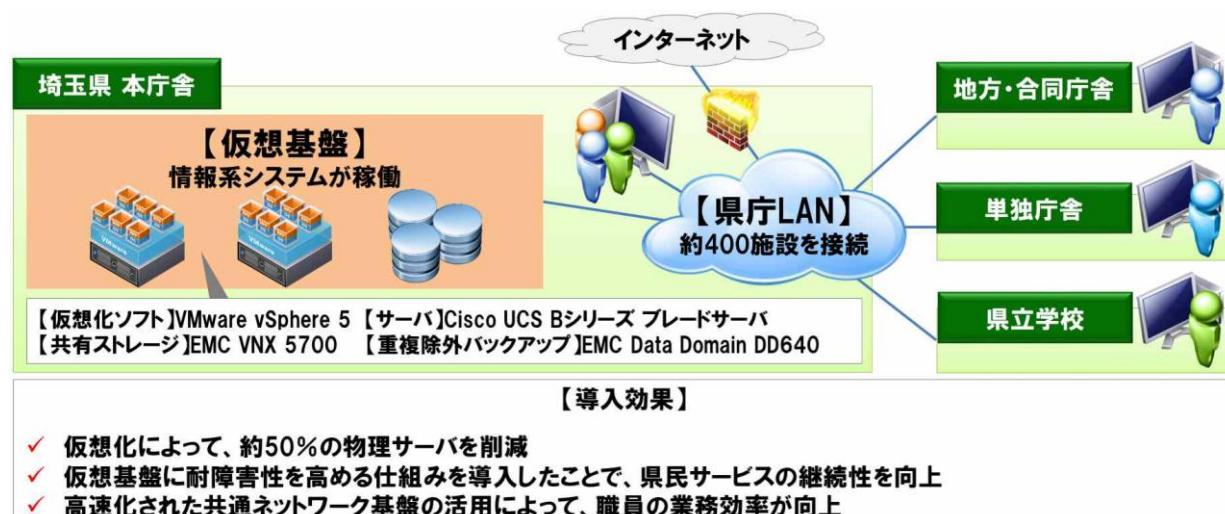 インターネット
埼玉県 本庁舎
【仮想基盤】
情報系システムが稼働
VMware
VMware
【仮想化ソフト】VMware vSphere 5 【サーバ】Cisco UCS Bシリーズ ブレードサーバ
【共有ストレージ】EMC VNX 5700 【重複除外バックアップ】EMC Data Domain DD640
【県庁LAN】
約400施設を接続
地方・合同庁舎
単独庁舎
県立学校
【導入効果】
✓ 仮想化によって、約50%の物理サーバを削減
✓ 仮想基盤に耐障害性を高める仕組みを導入したことで、県民サービスの継続性を向上
✓ 高速化された共通ネットワーク基盤の活用によって、職員の業務効率が向上